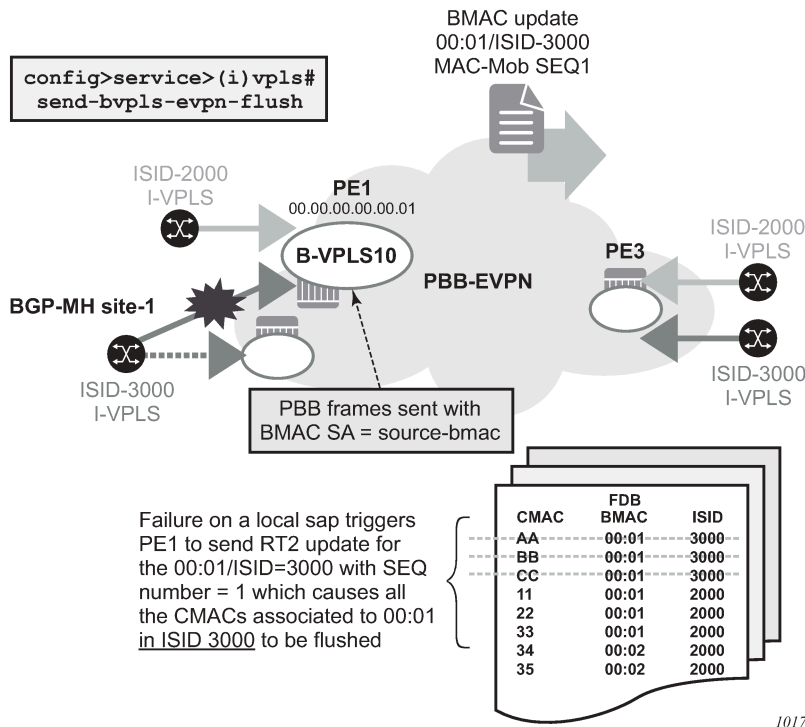 BMAC update
00:01/ISID-3000
MAC-Mob SEQ1
config>service>(i)vpls#
send-bvpls-evpn-flush
ISID-2000
I-VPLS
PE1
00.00.00.00.00.01
B-VPLS10
PBB-EVPN
PE3
ISID-2000
I-VPLS
BGP-MH site-1
ISID-3000
I-VPLS
ISID-3000
I-VPLS
PBB frames sent with
BMAC SA = source-bmac
Failure on a local sap triggers
PE1 to send RT2 update for
the 00:01/ISID=3000 with SEQ
number = 1 which causes all
the CMACs associated to 00:01
in ISID 3000 to be flushed
FDB
CMAC BMAC ISID
AA 00:01 3000
BB 00:01 3000
CC 00:01 3000
11 00:01 2000
22 00:01 2000
33 00:01 2000
34 00:02 2000
35 00:02 2000
1017